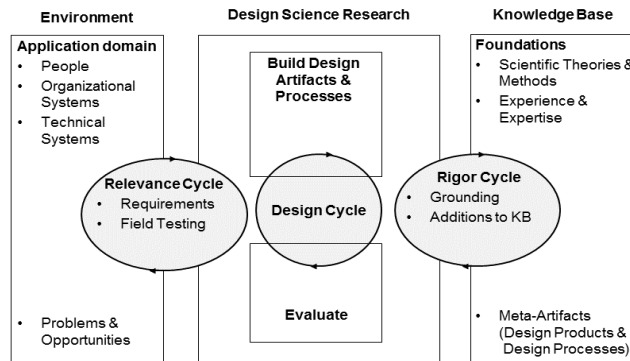 Environment
Design Science Research
Knowledge Base
Application domain
• People
• Organizational
Systems
• Technical
Systems
Build Design
Artifacts &
Processes
Foundations
• Scientific Theories &
Methods
• Experience &
Expertise
Relevance Cycle
• Requirements
• Field Testing
Design Cycle
Rigor Cycle
• Grounding
• Additions to KB
• Problems &
Opportunities
Evaluate
• Meta-Artifacts
(Design Products &
Design Processes)